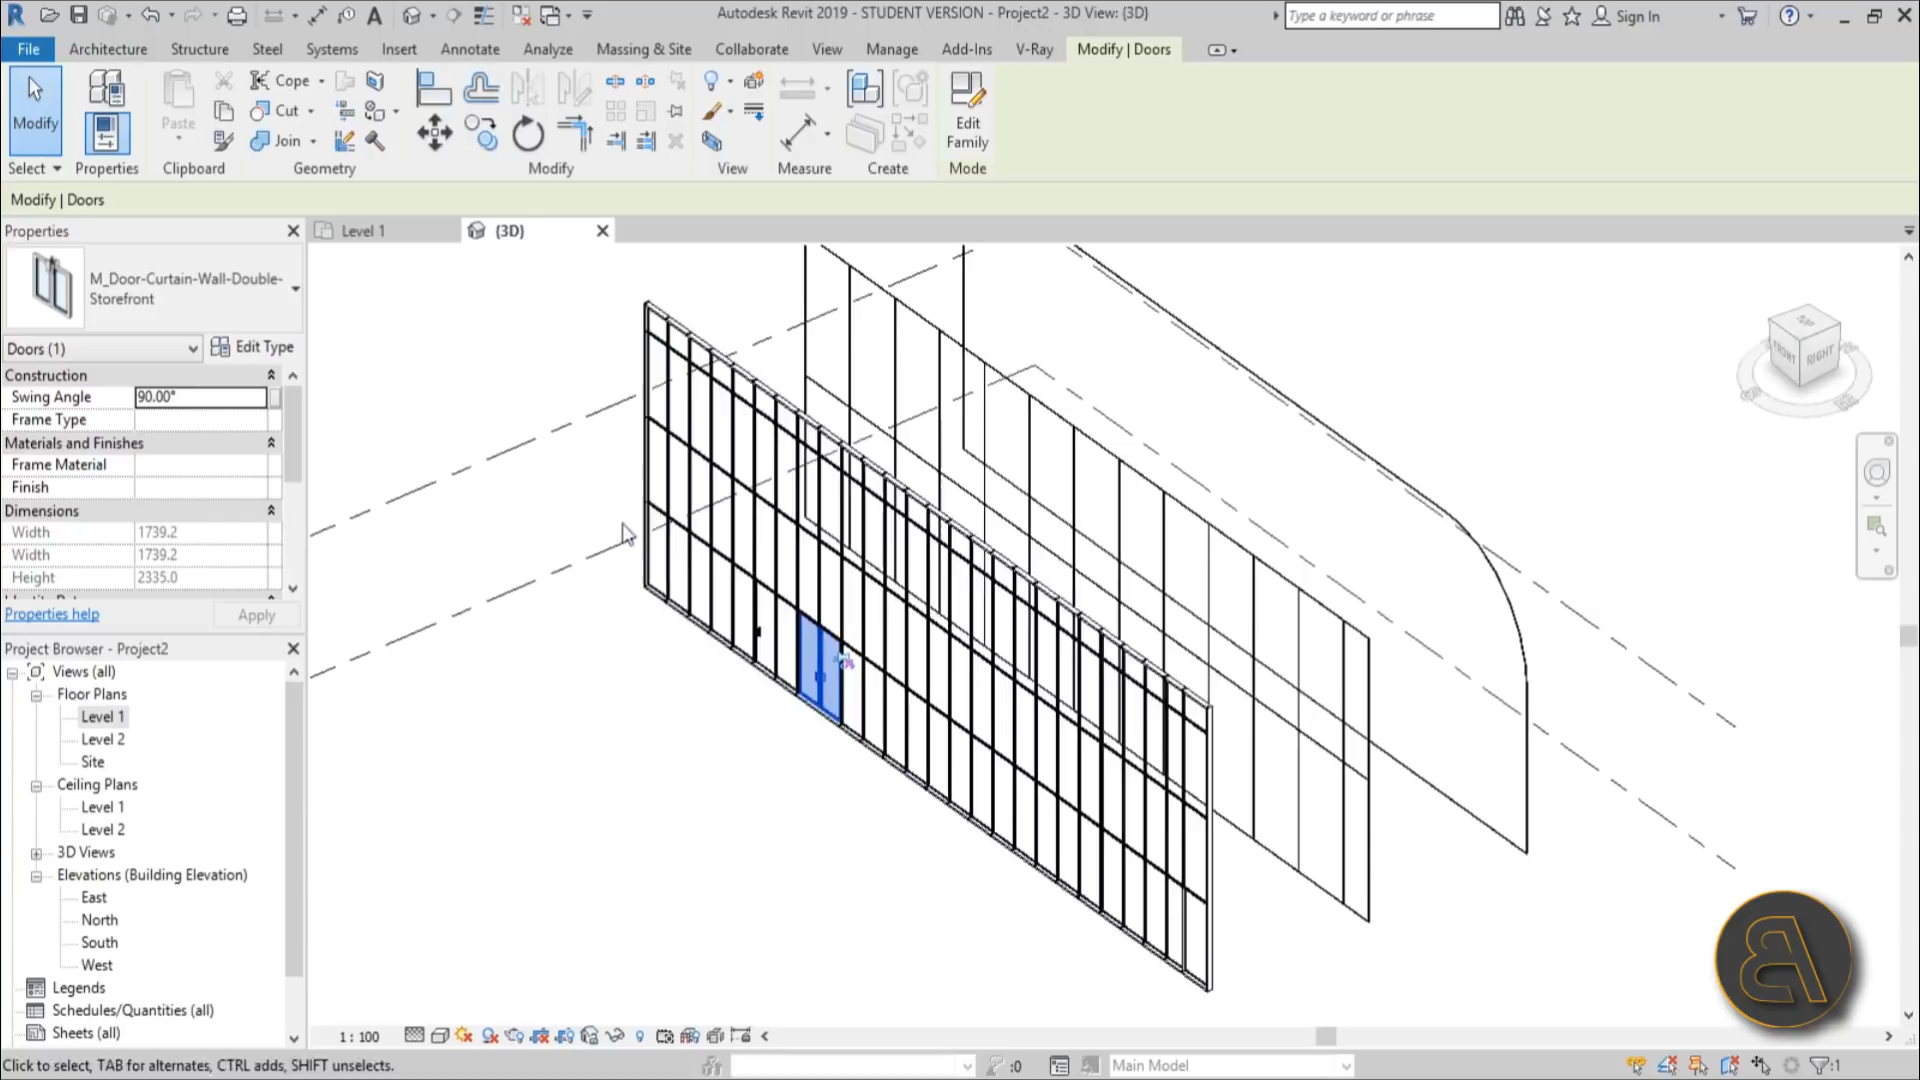 Autodesk Revit 2019 - STUDENT VERSION - Project2 - 3D View: {3D}
Type a keyword or phrase
Sign In
File Architecture Structure Steel Systems Insert Annotate Analyze Massing & Site Collaborate View Manage Add-Ins V-Ray Modify | Doors
Modify
Paste
Cope
Cut
Join
Edit
Family
Select Properties Clipboard Geometry Modify View Measure Create Mode
Modify | Doors
Properties
Level 1
{3D}
M_Door-Curtain-Wall-Double-
Storefront
Doors (1)
Edit Type
Construction
Swing Angle 90.00°
Frame Type
Materials and Finishes
Frame Material
Finish
Dimensions
Width 1739.2
Width 1739.2
Height 2335.0
Properties help
Apply
Project Browser - Project2
Views (all)
Floor Plans
Level 1
Level 2
Site
Ceiling Plans
Level 1
Level 2
3D Views
Elevations (Building Elevation)
East
North
South
West
Legends
Schedules/Quantities (all)
Sheets (all)
TOP
FRONT
RIGHT
1 : 100
Click to select, TAB for alternates, CTRL adds, SHIFT unselects.
:0
Main Model
:1